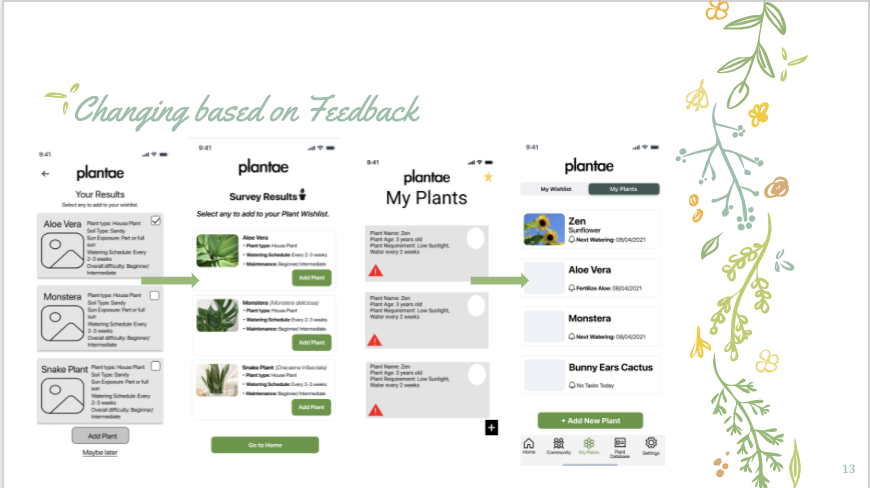 Changing based on Feedback
9:41
plantae
Your Results
Select any to add to your wishlist.
Aloe Vera
Plant type: House Plant
Soil Type: Sandy
Sun Exposure: Part or full
sun
Watering Schedule: Every
2-3 weeks
Overall difficulty: Beginner/
Intermediate
Monstera
Plant type: House Plant
Soil Type: Sandy
Sun Exposure: Part or full
sun
Watering Schedule: Every
2-3 weeks
Overall difficulty: Beginner/
Intermediate
Snake Plant
Plant type: House Plant
Soil Type: Sandy
Sun Exposure: Part or full
sun
Watering Schedule: Every
2-3 weeks
Overall difficulty: Beginner/
Intermediate
Add Plant
Maybe later
9:41
plantae
Survey Results
Select any to add to your Plant Wishlist.
Aloe Vera
• Plant type: House Plant
• Watering Schedule: Every 2-3 weeks
• Maintenance: Beginner/Intermediate
Add Plant
Monstera (Monstera deliciosa)
• Plant type: House Plant
• Watering Schedule: Every 2-3 weeks
• Maintenance: Beginner/Intermediate
Add Plant
Snake Plant (Dracaena trifasciata)
• Plant type: House Plant
• Watering Schedule: Every 2-3 weeks
• Maintenance: Beginner/Intermediate
Add Plant
Go to Home
9:41
plantae
My Plants
Plant Name: Zen
Plant Age: 3 years old
Plant Requirement: Low Sunlight,
Water every 2 weeks
Plant Name: Zen
Plant Age: 3 years old
Plant Requirement: Low Sunlight,
Water every 2 weeks
Plant Name: Zen
Plant Age: 3 years old
Plant Requirement: Low Sunlight,
Water every 2 weeks
9:41
plantae
My Wishlist
My Plants
Zen
Sunflower
Next Watering: 08/04/2021
Aloe Vera
Fertilize Aloe: 08/04/2021
Monstera
Next Watering: 08/04/2021
Bunny Ears Cactus
No Tasks Today
+ Add New Plant
Home
Community
My Plants
Plant
Database
Settings
13